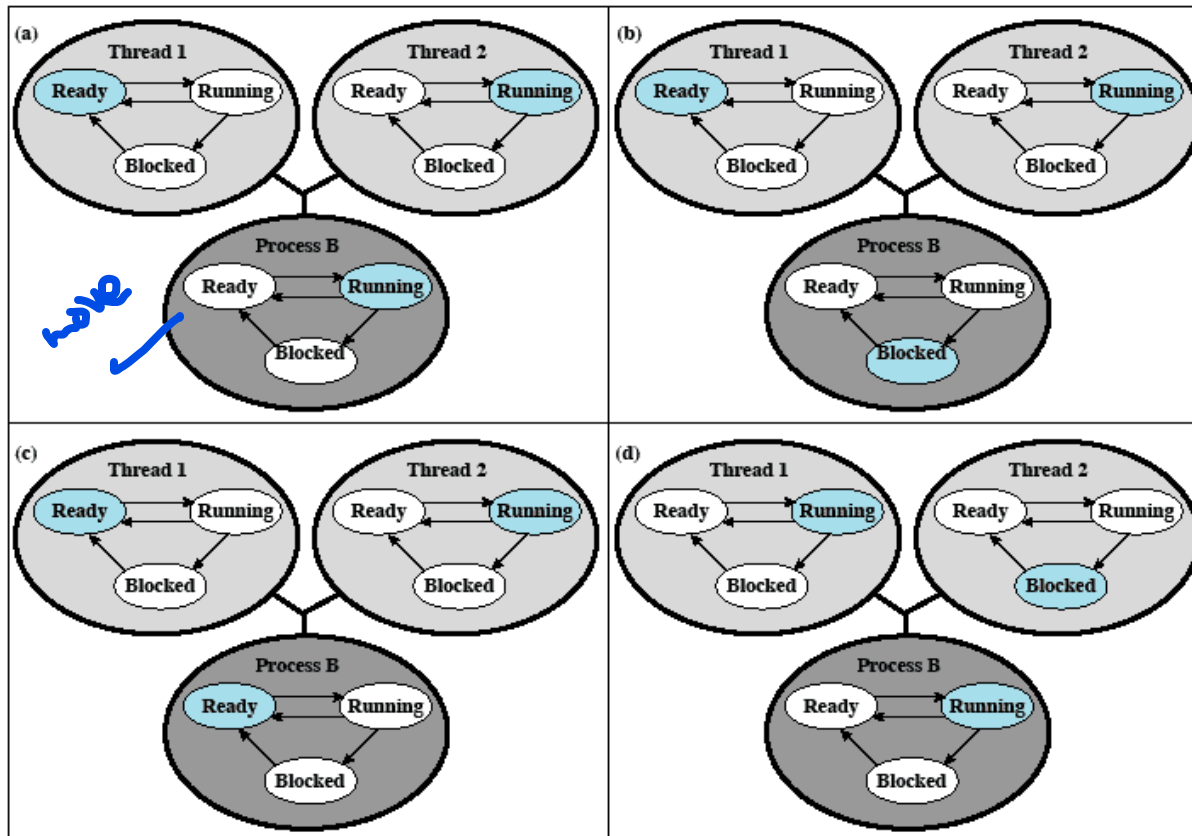 (a)
Thread 1
Ready
Running
Blocked
Thread 2
Ready
Running
Blocked
Process B
Ready
Running
Blocked
(b)
Thread 1
Ready
Running
Blocked
Thread 2
Ready
Running
Blocked
Process B
Ready
Running
Blocked
(c)
Thread 1
Ready
Running
Blocked
Thread 2
Ready
Running
Blocked
Process B
Ready
Running
Blocked
(d)
Thread 1
Ready
Running
Blocked
Thread 2
Ready
Running
Blocked
Process B
Ready
Running
Blocked